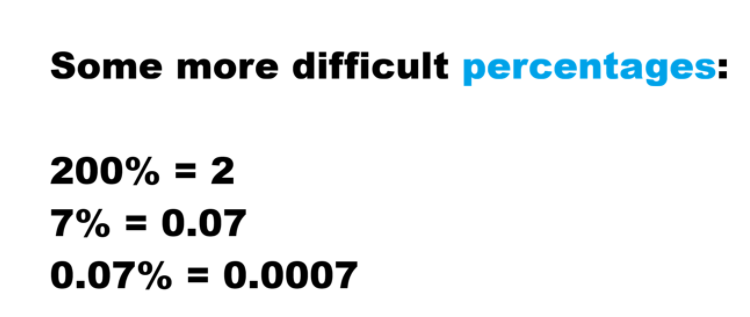 Some more difficult percentages:
200% = 2
7% = 0.07
0.07% = 0.0007